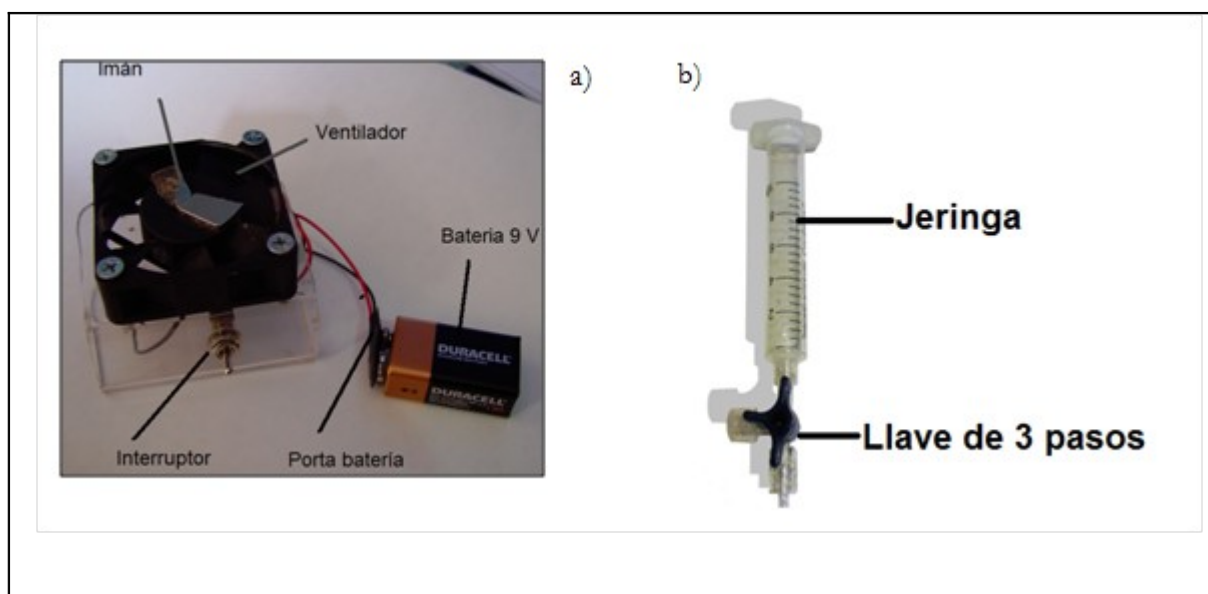 Imán
a)
b)
Ventilador
Jeringa
Bateria 9 V
DURACELL
DURACELL
Llave de 3 pasos
Interruptor
Porta batería